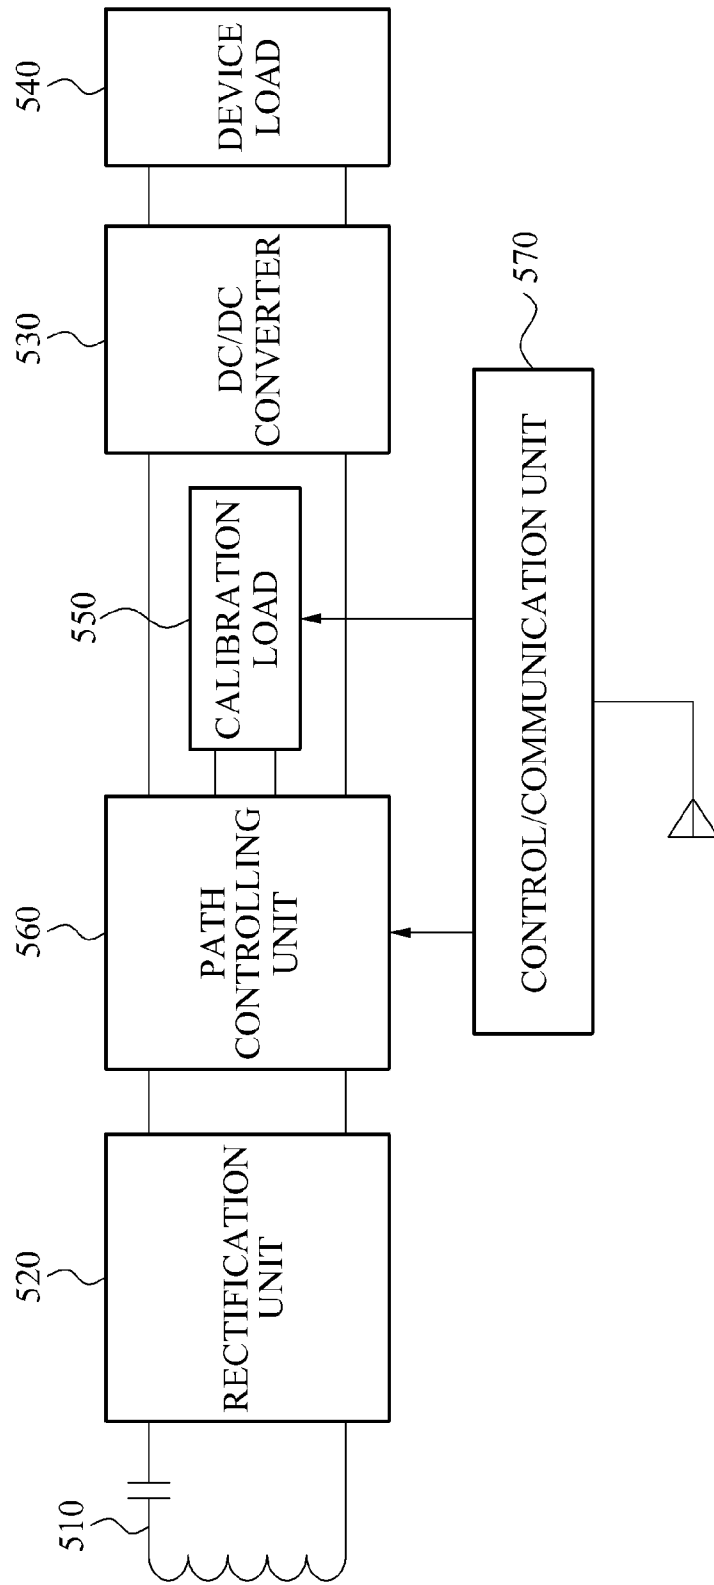 510
520
RECTIFICATION
UNIT
560
PATH
CONTROLLING
UNIT
550
CALIBRATION
LOAD
530
DC/DC
CONVERTER
540
DEVICE
LOAD
570
CONTROL/COMMUNICATION UNIT